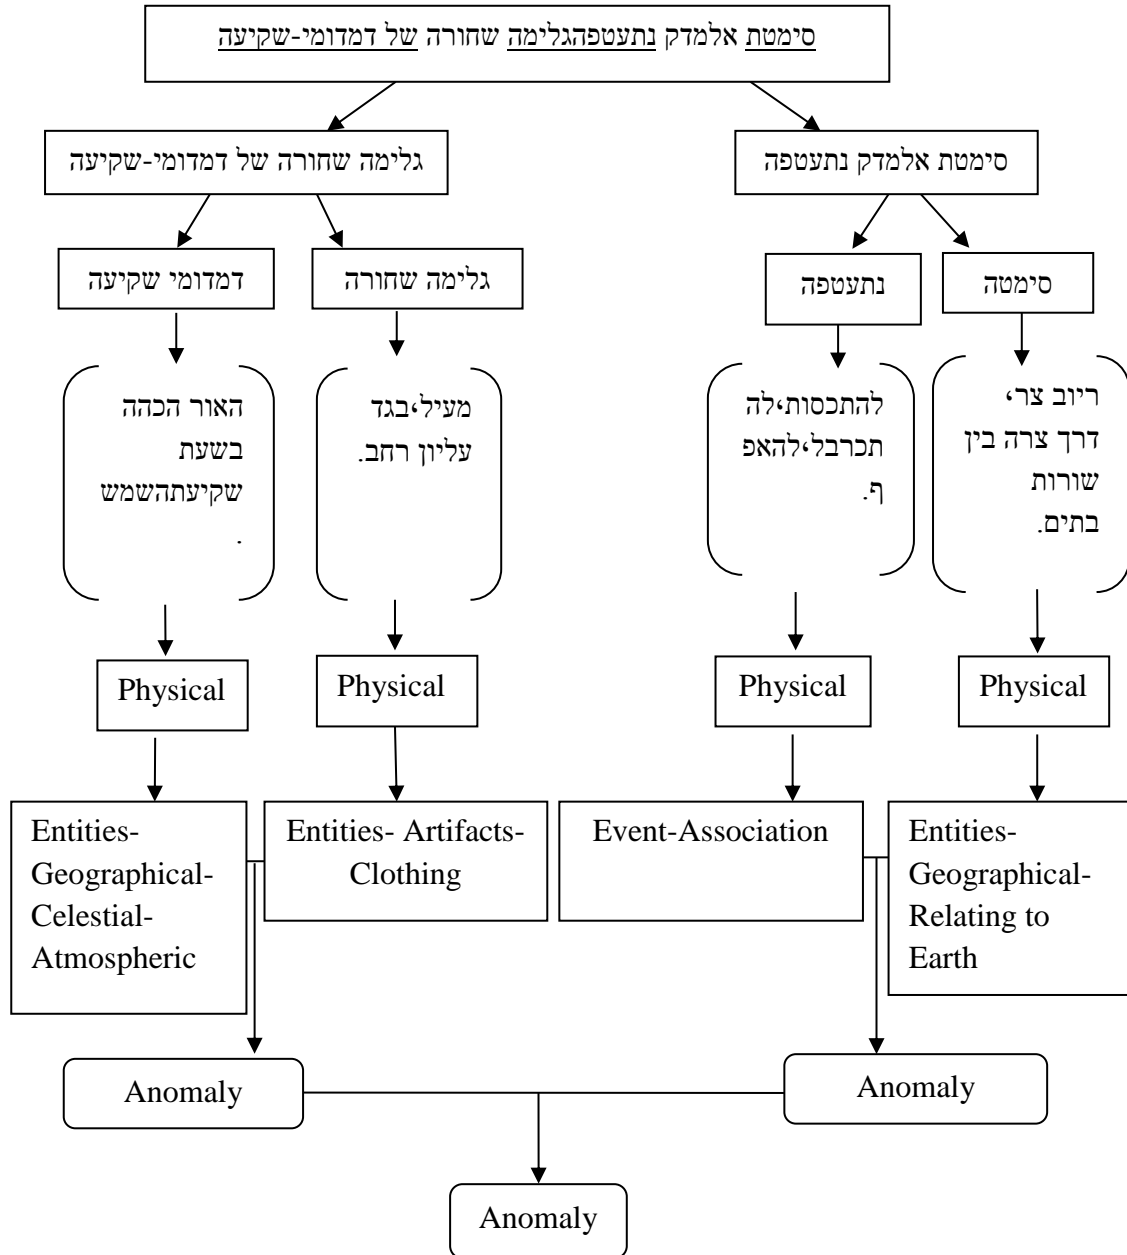 סימטת אלמדק נתעטפהגלימה שחורה של דמדומי-שקיעה
סימטת אלמדק נתעטפה
גלימה שחורה של דמדומי-שקיעה
סימטה
נתעטפה
גלימה שחורה
דמדומי שקיעה
ריוב צר،
דרך צרה בין
שורות
בתים.
להתכסות،לה
תכרבל،להאפ
ף.
מעיל،בגד
עליון רחב.
האור הכהה
בשעת
שקיעתהשמש
.
Physical
Physical
Physical
Physical
Entities-
Geographical-
Celestial-
Atmospheric
Entities- Artifacts-
Clothing
Event-Association
Entities-
Geographical-
Relating to
Earth
Anomaly
Anomaly
Anomaly